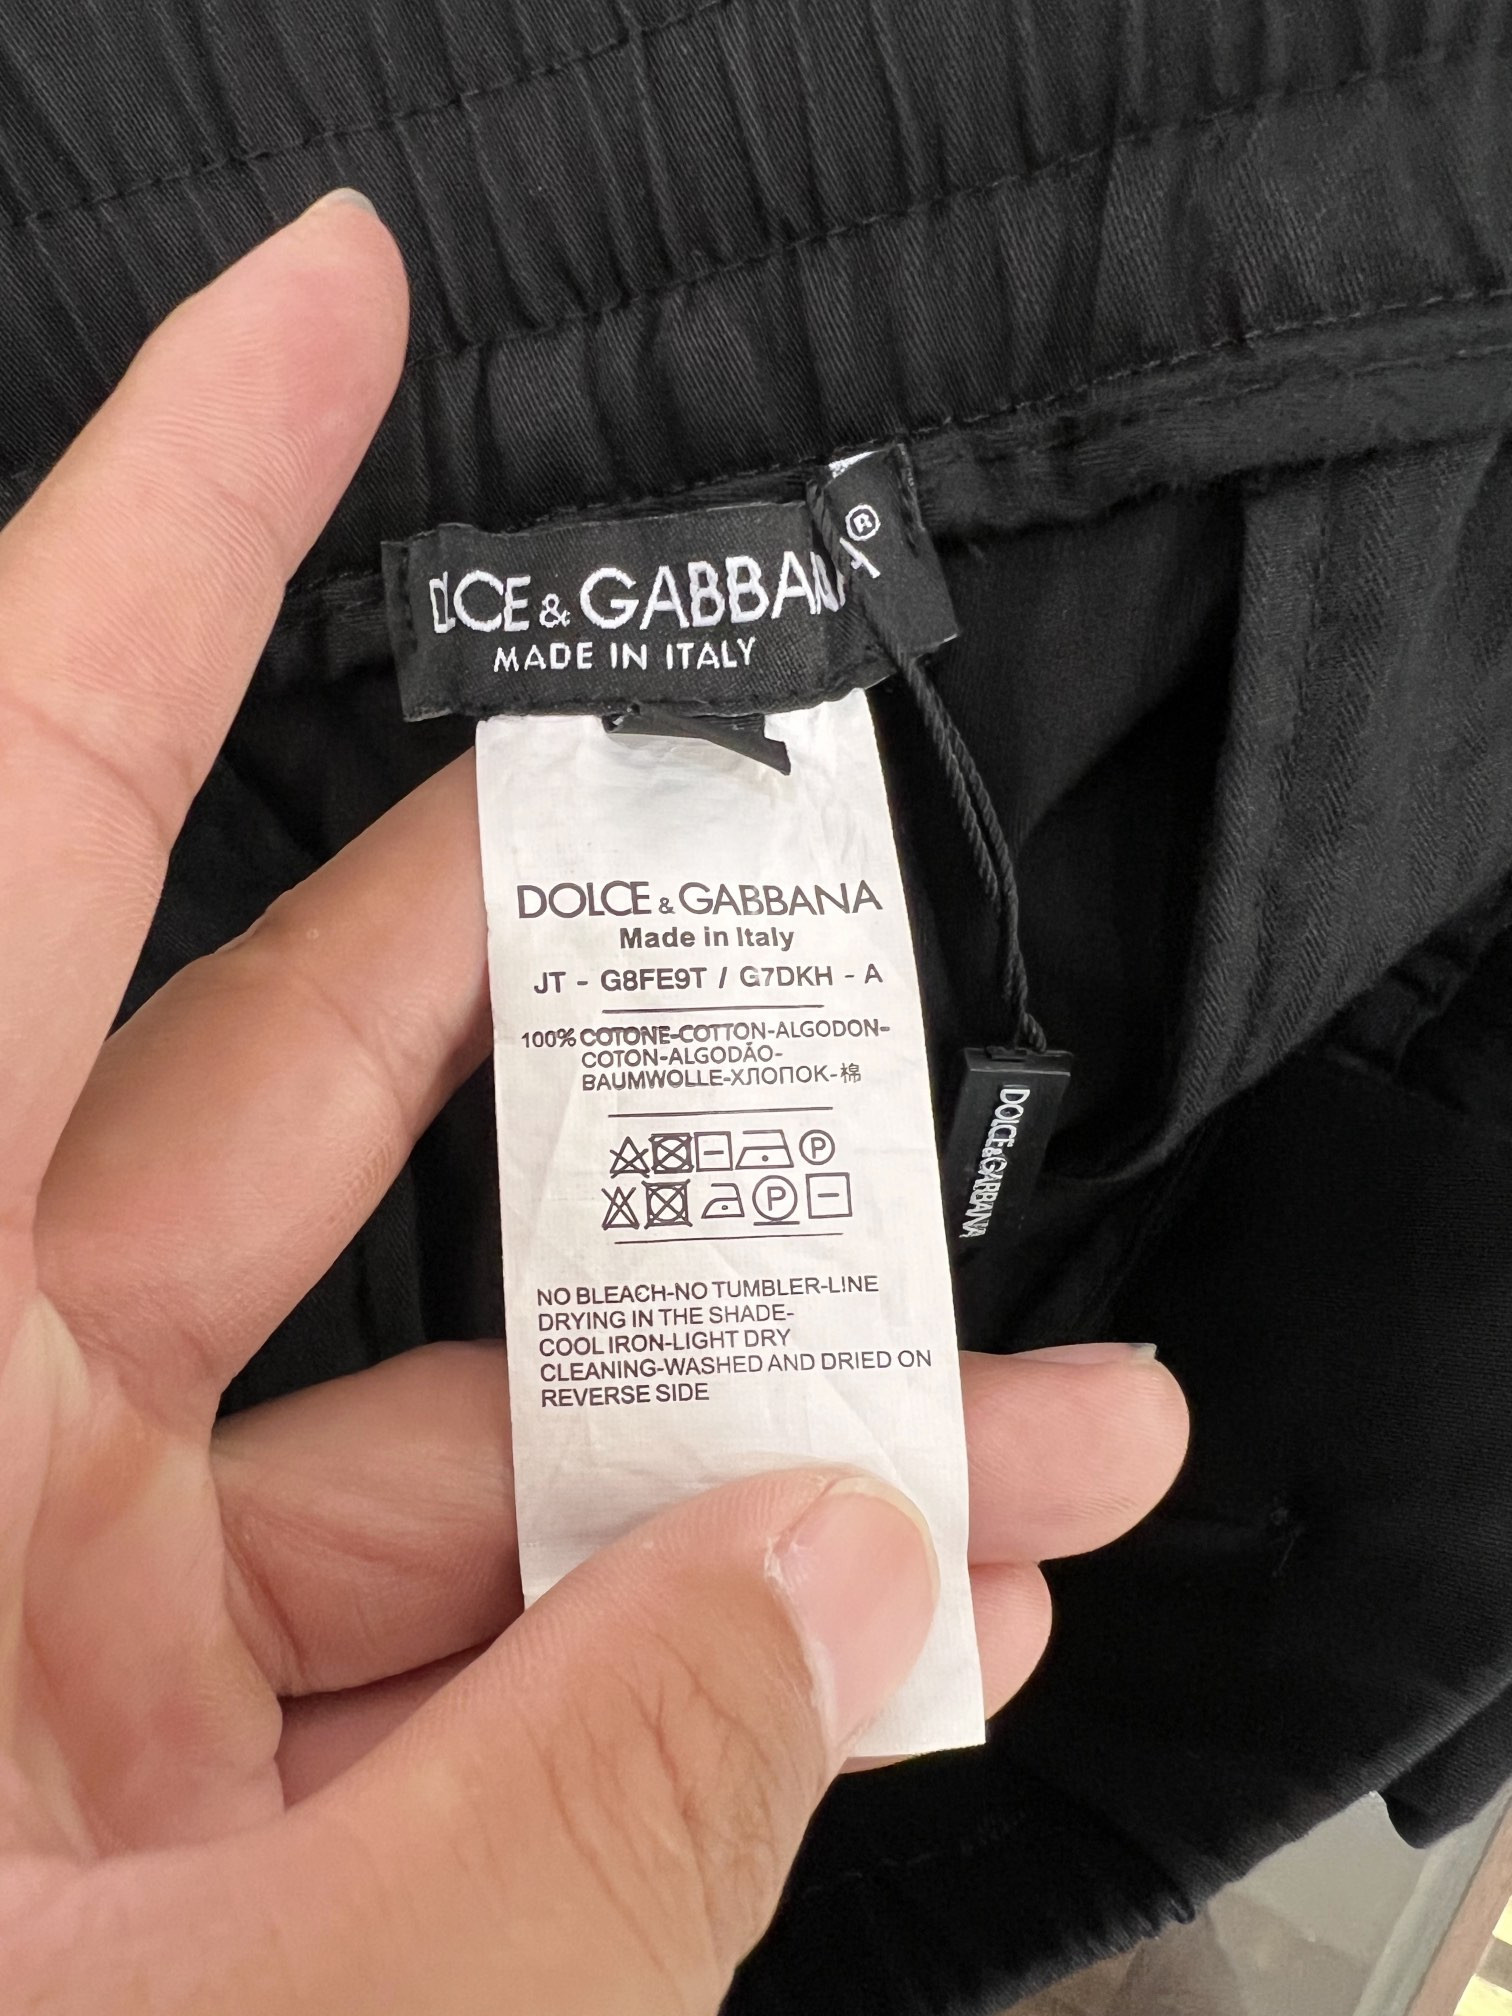 DOLCE & GABBANA®
MADE IN ITALY
DOLCE & GABBANA
Made in Italy
JT - G8FE9T / G7DKH - A
100% COTONE-COTTON-ALGODON-
COTON-ALGODÃO-
BAUMWOLLE-ХЛОПОК-棉
P
P
NO BLEACH-NO TUMBLER-LINE
DRYING IN THE SHADE-
COOL IRON-LIGHT DRY
CLEANING-WASHED AND DRIED ON
REVERSE SIDE
DOLCE&GABBANA